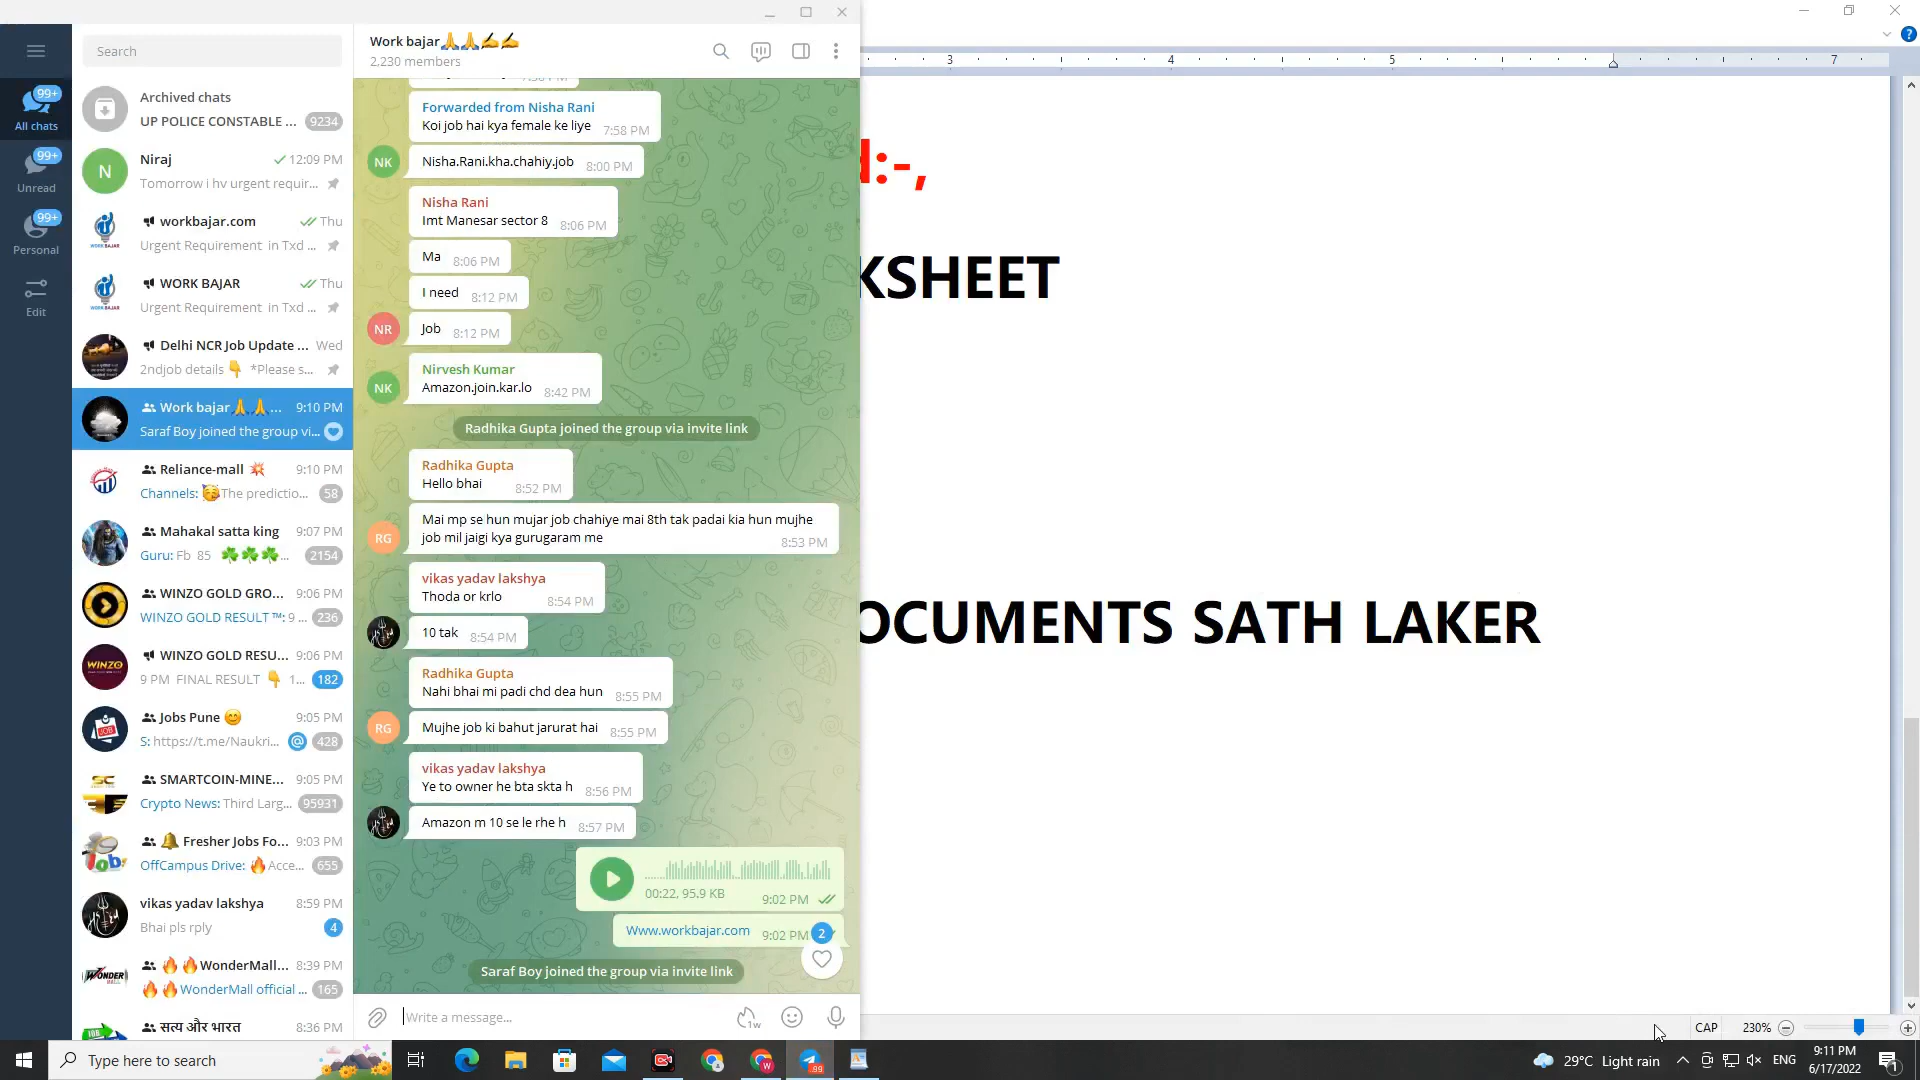 Search
99+
All chats
99+
Unread
99+
Personal
Edit
Archived chats
UP POLICE CONSTABLE ... 9234
N
Niraj 12:09 PM
Tomorrow i hv urgent requir...
WORK BAJAR
workbajar.com Thu
Urgent Requirement in Txd ...
WORK BAJAR
WORK BAJAR Thu
Urgent Requirement in Txd ...
Delhi NCR Job Update ... Wed
2ndjob details 👇 *Please s...
Work bajar🙏🙏... 9:10 PM
Saraf Boy joined the group vi...
Reliance-mall 💥 9:10 PM
Channels: 🥳The predictio... 58
Mahakal satta king 9:07 PM
Guru: Fb 85 ☘☘☘... 2154
WINZO GOLD GRO... 9:06 PM
WINZO GOLD RESULT ™: 9 ... 236
WINZO
WINZO GOLD RESU... 9:06 PM
9 PM FINAL RESULT 👇 1... 182
JOB
Jobs Pune 😊 9:05 PM
S: https://t.me/Naukri... @ 428
SC
SMARTCOIN-MINE... 9:05 PM
Crypto News: Third Larg... 95931
Job
🔔 Fresher Jobs Fo... 9:03 PM
OffCampus Drive: 🔥Acce... 655
vikas yadav lakshya 8:59 PM
Bhai pls rply 4
WONDER
🔥🔥WonderMall... 8:39 PM
🔥🔥WonderMall official ... 165
JOB
सत्य और भारत 8:36 PM
Work bajar🙏🙏✍✍
2,230 members
Forwarded from Nisha Rani
Koi job hai kya female ke liye 7:58 PM
NK
Nisha.Rani.kha.chahiy.job 8:00 PM
Nisha Rani
Imt Manesar sector 8 8:06 PM
Ma 8:06 PM
I need 8:12 PM
NR
Job 8:12 PM
Nirvesh Kumar
NK
Amazon.join.kar.lo 8:42 PM
Radhika Gupta joined the group via invite link
Radhika Gupta
Hello bhai 8:52 PM
Mai mp se hun mujar job chahiye mai 8th tak padai kia hun mujhe
RG
job mil jaigi kya gurugaram me 8:53 PM
vikas yadav lakshya
Thoda or krlo 8:54 PM
10 tak 8:54 PM
Radhika Gupta
Nahi bhai mi padi chd dea hun 8:55 PM
RG
Mujhe job ki bahut jarurat hai 8:55 PM
vikas yadav lakshya
Ye to owner he bta skta h 8:56 PM
Amazon m 10 se le rhe h 8:57 PM
00:22, 95.9 KB 9:02 PM
Www.workbajar.com 9:02 PM
2
Saraf Boy joined the group via invite link
Write a message...
1w
3 4 5 7
d:-,
KSHEET
OCUMENTS SATH LAKER
CAP 230%
Type here to search
29°C Light rain
ENG
9:11 PM
6/17/2022
1